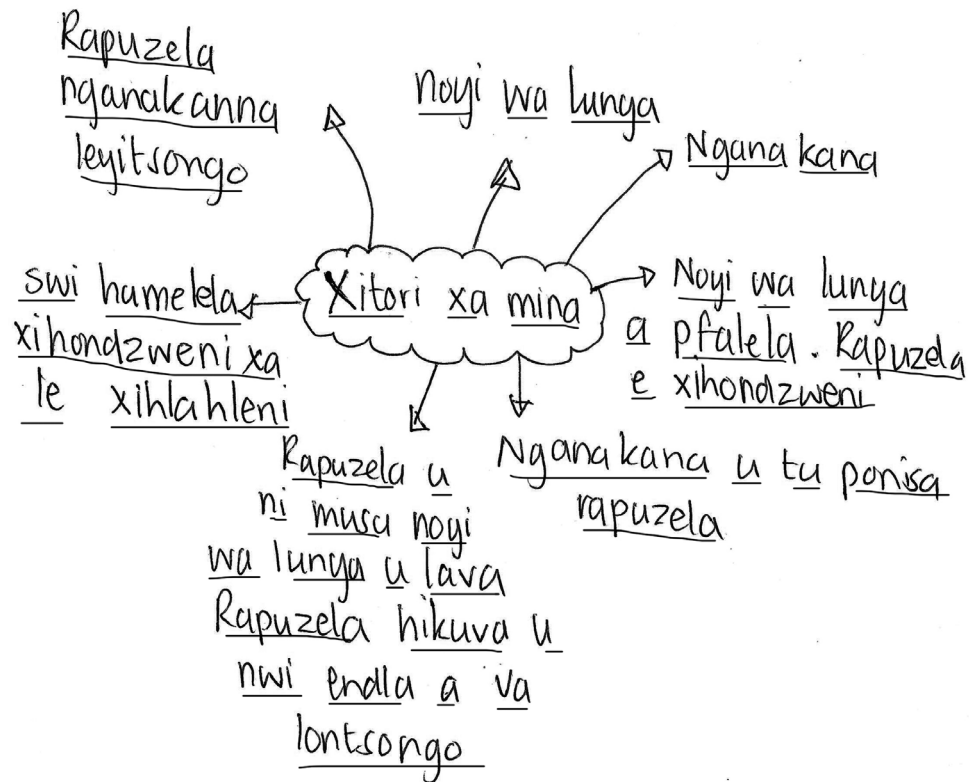 Rapuzela
nganakanna
leyitsongo
noyi wa lunya
Ngana kana
swi hamelela
xihondzweni xa
le xihlahleni
Xitori xa mina
Noyi wa lunya
a pfalela. Rapuzela
e xihondzweni
Rapuzela u
ni musu noyi
wa lunya u lava
Rapuzela hikuva u
nwi endla a va
lontsongo
Nganakana u tu ponisa
rapuzela